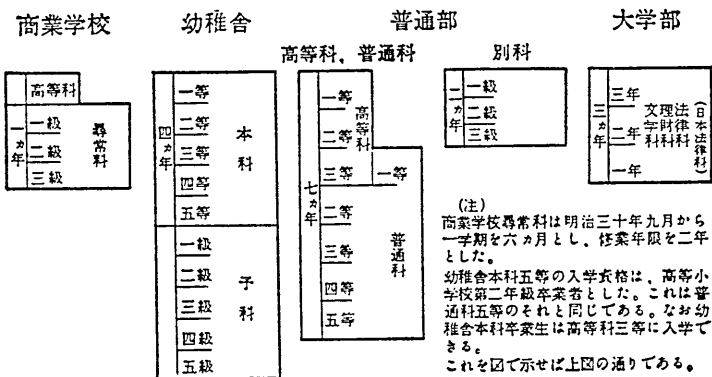 商業学校
幼稚舎
普通部
大学部
高等科，普通科
別科
高等科
一ヵ年
一級
二級
三級
尋常科
四ヵ年
一等
二等
三等
四等
五等
本科
一級
二級
三級
四級
五級
子科
七ヵ年
一等
二等
三等
高等科
一等
二等
三等
四等
五等
普通科
二ヵ年
一級
二級
三級
三ヵ年
三年
二年
一年
文学科
理財科
法律科
（日本法律科）
（注）
商業学校尋常科は明治三十年九月から
一学期を六ヵ月とし、修業年限を二年
とした。
幼稚舎本科五等の入学資格は、高等小
学校第二年級卒業者とした。これは普
通科五等のそれと同じである。なお幼
稚舎本科卒業生は高等科三等に入学で
きる。
これを図で示せば上図の通りである。